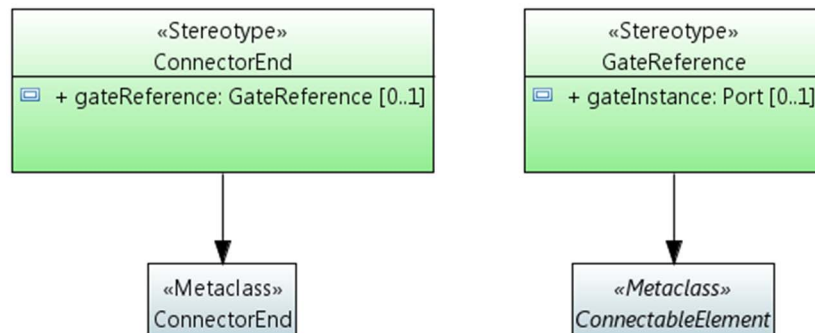 «Stereotype»
ConnectorEnd
+ gateReference: GateReference [0..1]
«Metaclass»
ConnectorEnd
«Stereotype»
GateReference
+ gateInstance: Port [0..1]
«Metaclass»
ConnectableElement